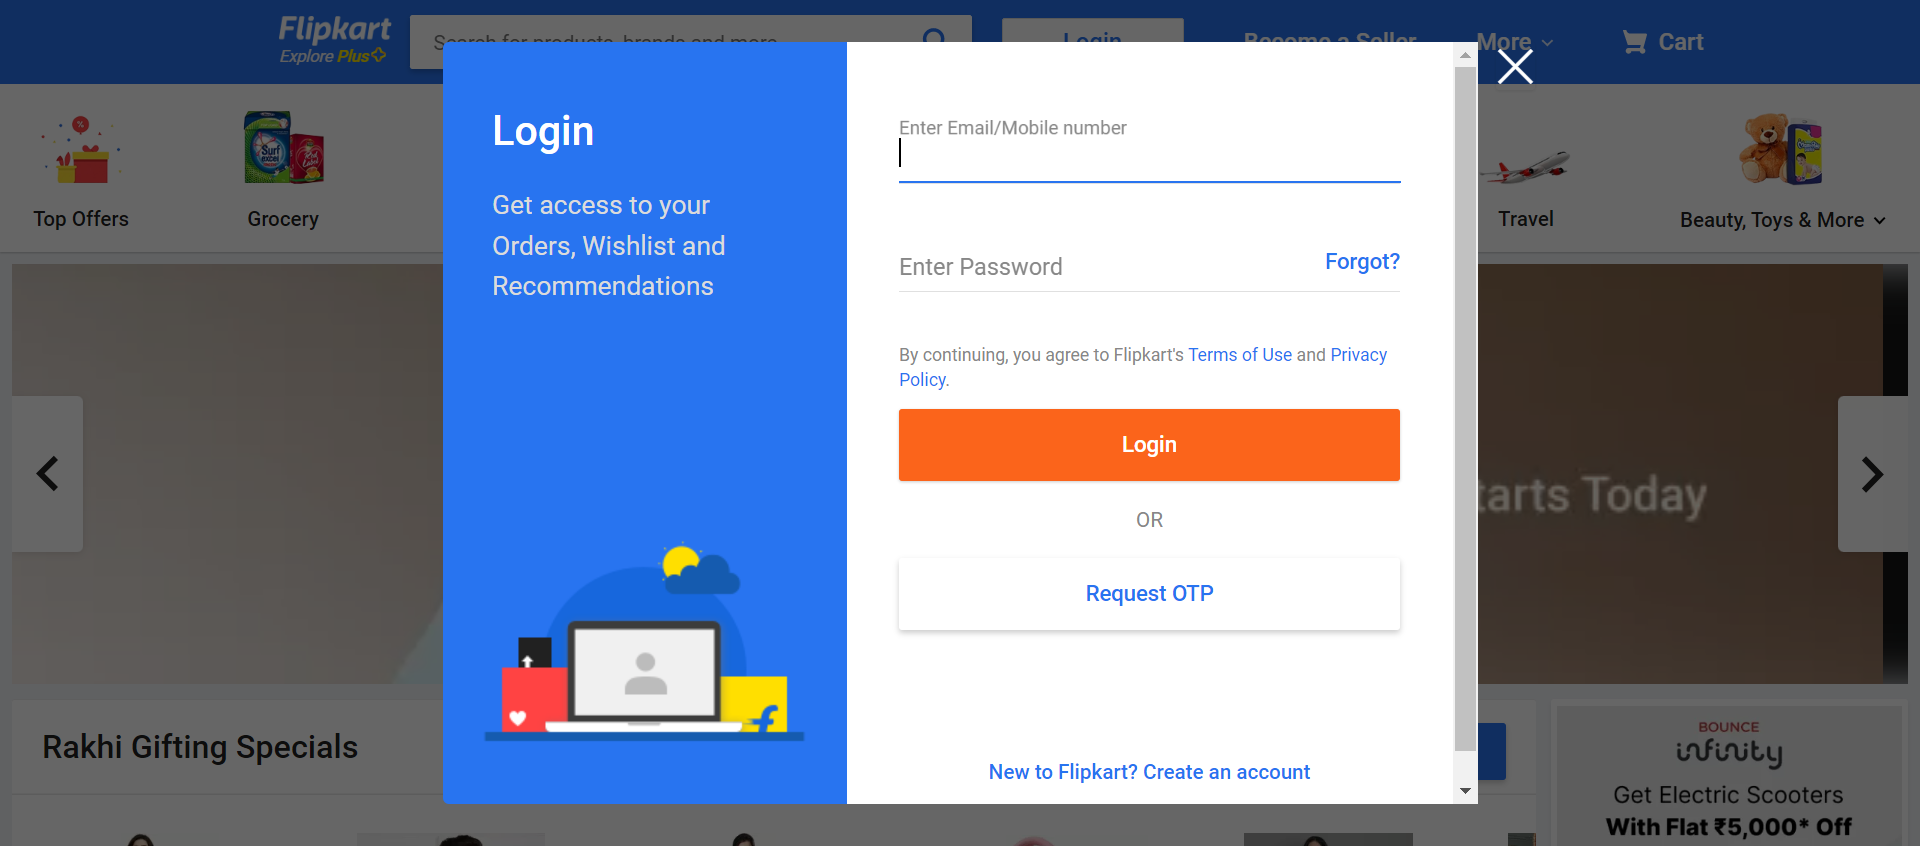 Flipkart
Explore Plus
Search for products, brands and more
Login
Become a Seller
More
Cart
Top Offers
Grocery
Travel
Beauty, Toys & More
Login
Get access to your
Orders, Wishlist and
Recommendations
Enter Email/Mobile number
Enter Password
Forgot?
By continuing, you agree to Flipkart's Terms of Use and Privacy
Policy.
Login
OR
Request OTP
New to Flipkart? Create an account
tarts Today
Rakhi Gifting Specials
BOUNCE
infinity
Get Electric Scooters
With Flat ₹5,000* Off
Surf
excel